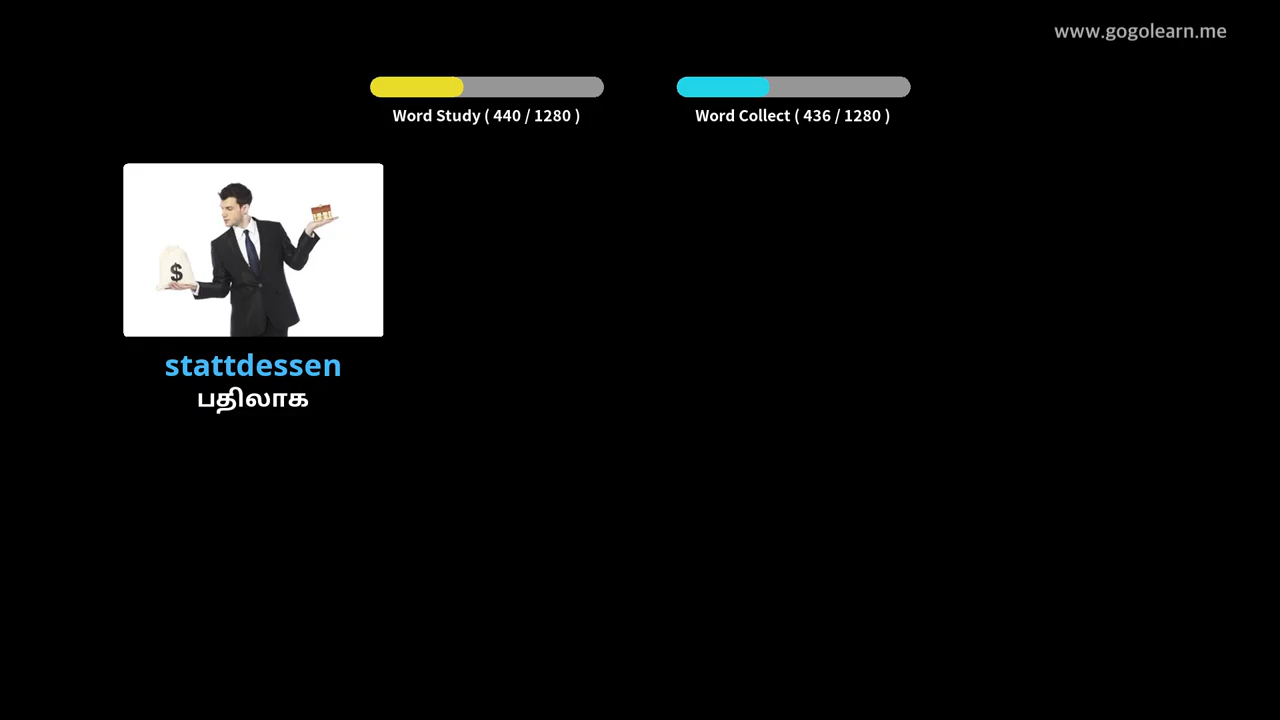 www.gogolearn.me
Word Study ( 440 / 1280 )
Word Collect ( 436 / 1280 )
$
stattdessen
பதிலாக